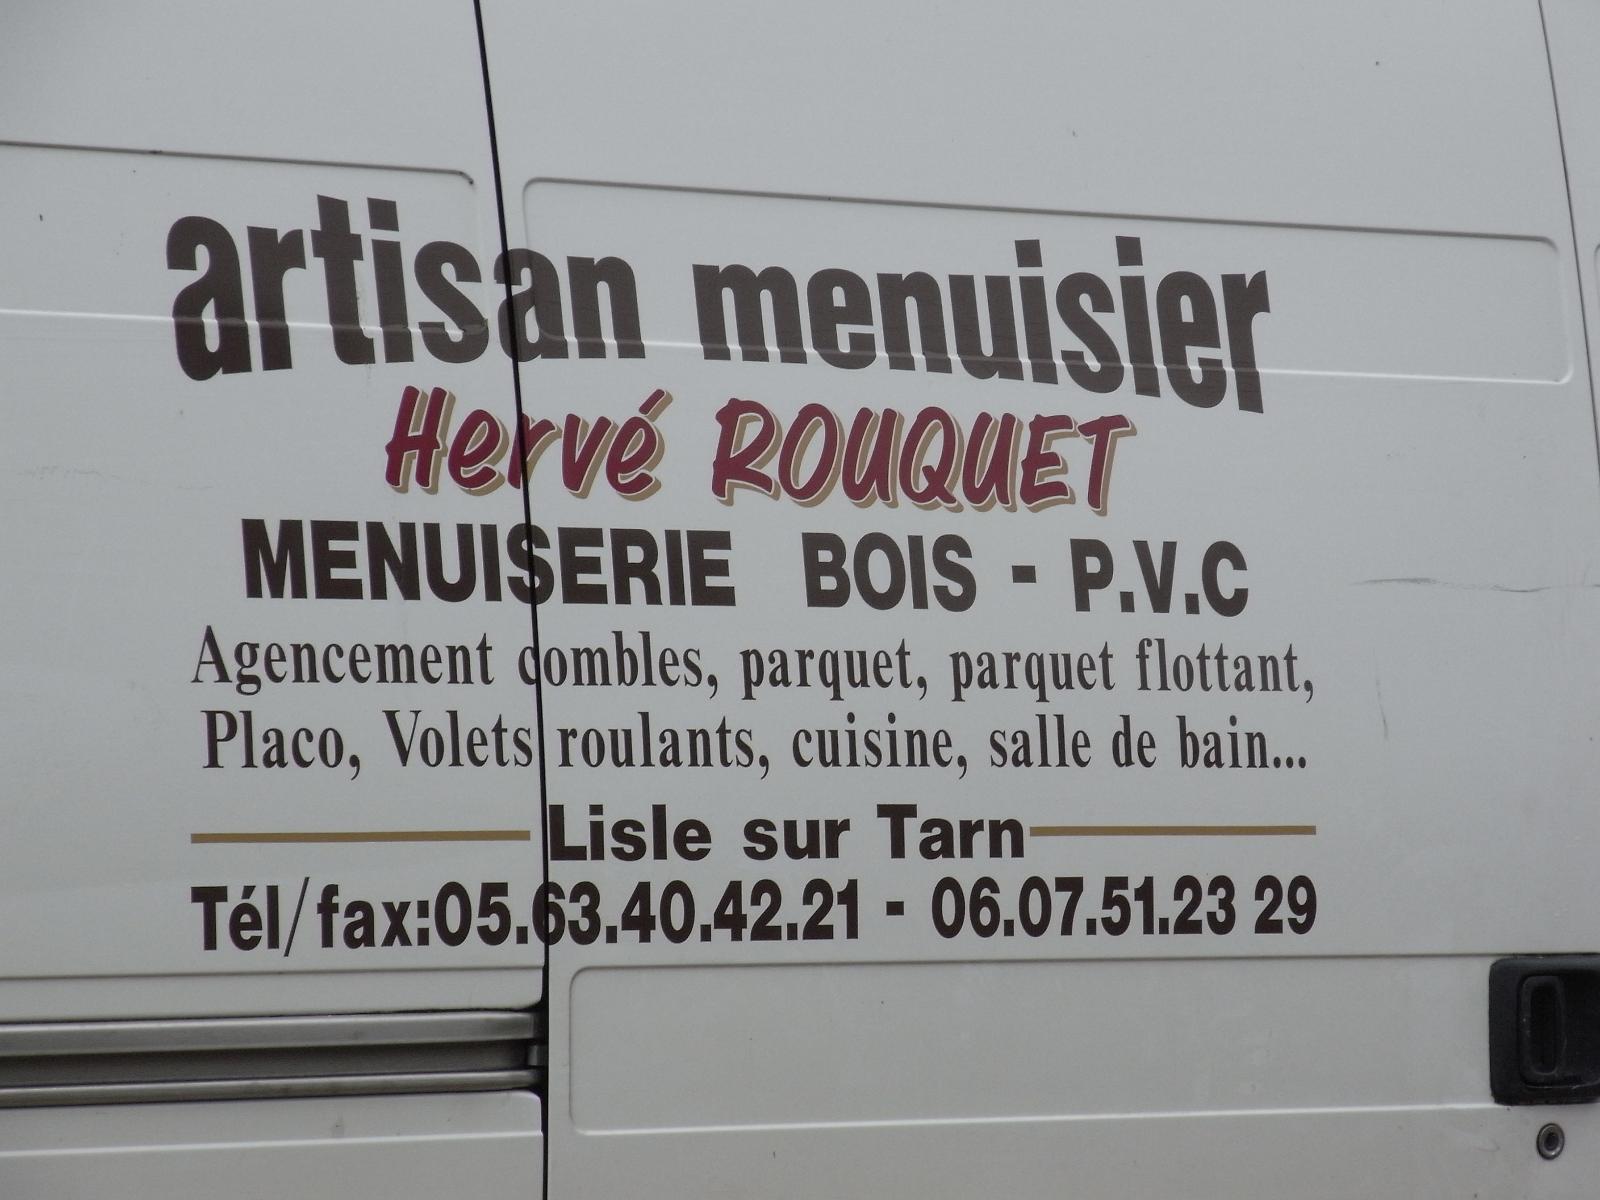 artisan menuisier
Hervé ROUQUET
MENUISERIE BOIS - P.V.C
Agencement combles, parquet, parquet flottant,
Placo, Volets roulants, cuisine, salle de bain...
Lisle sur Tarn
Tél/fax:05.63.40.42.21 - 06.07.51.23 29